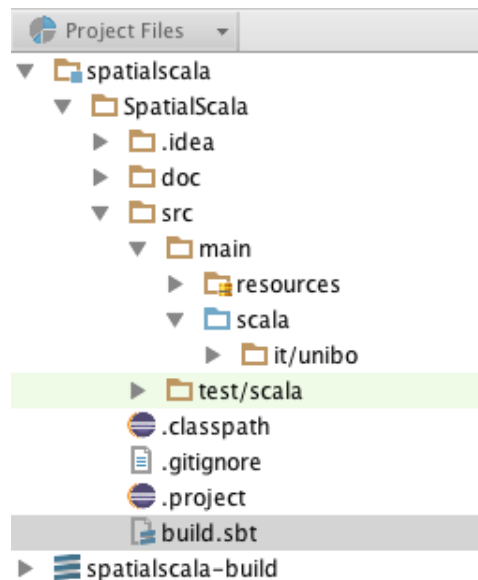 Project Files
spatialscala
SpatialScala
.idea
doc
src
main
resources
scala
it/unibo
test/scala
.classpath
.gitignore
.project
build.sbt
spatialscala-build